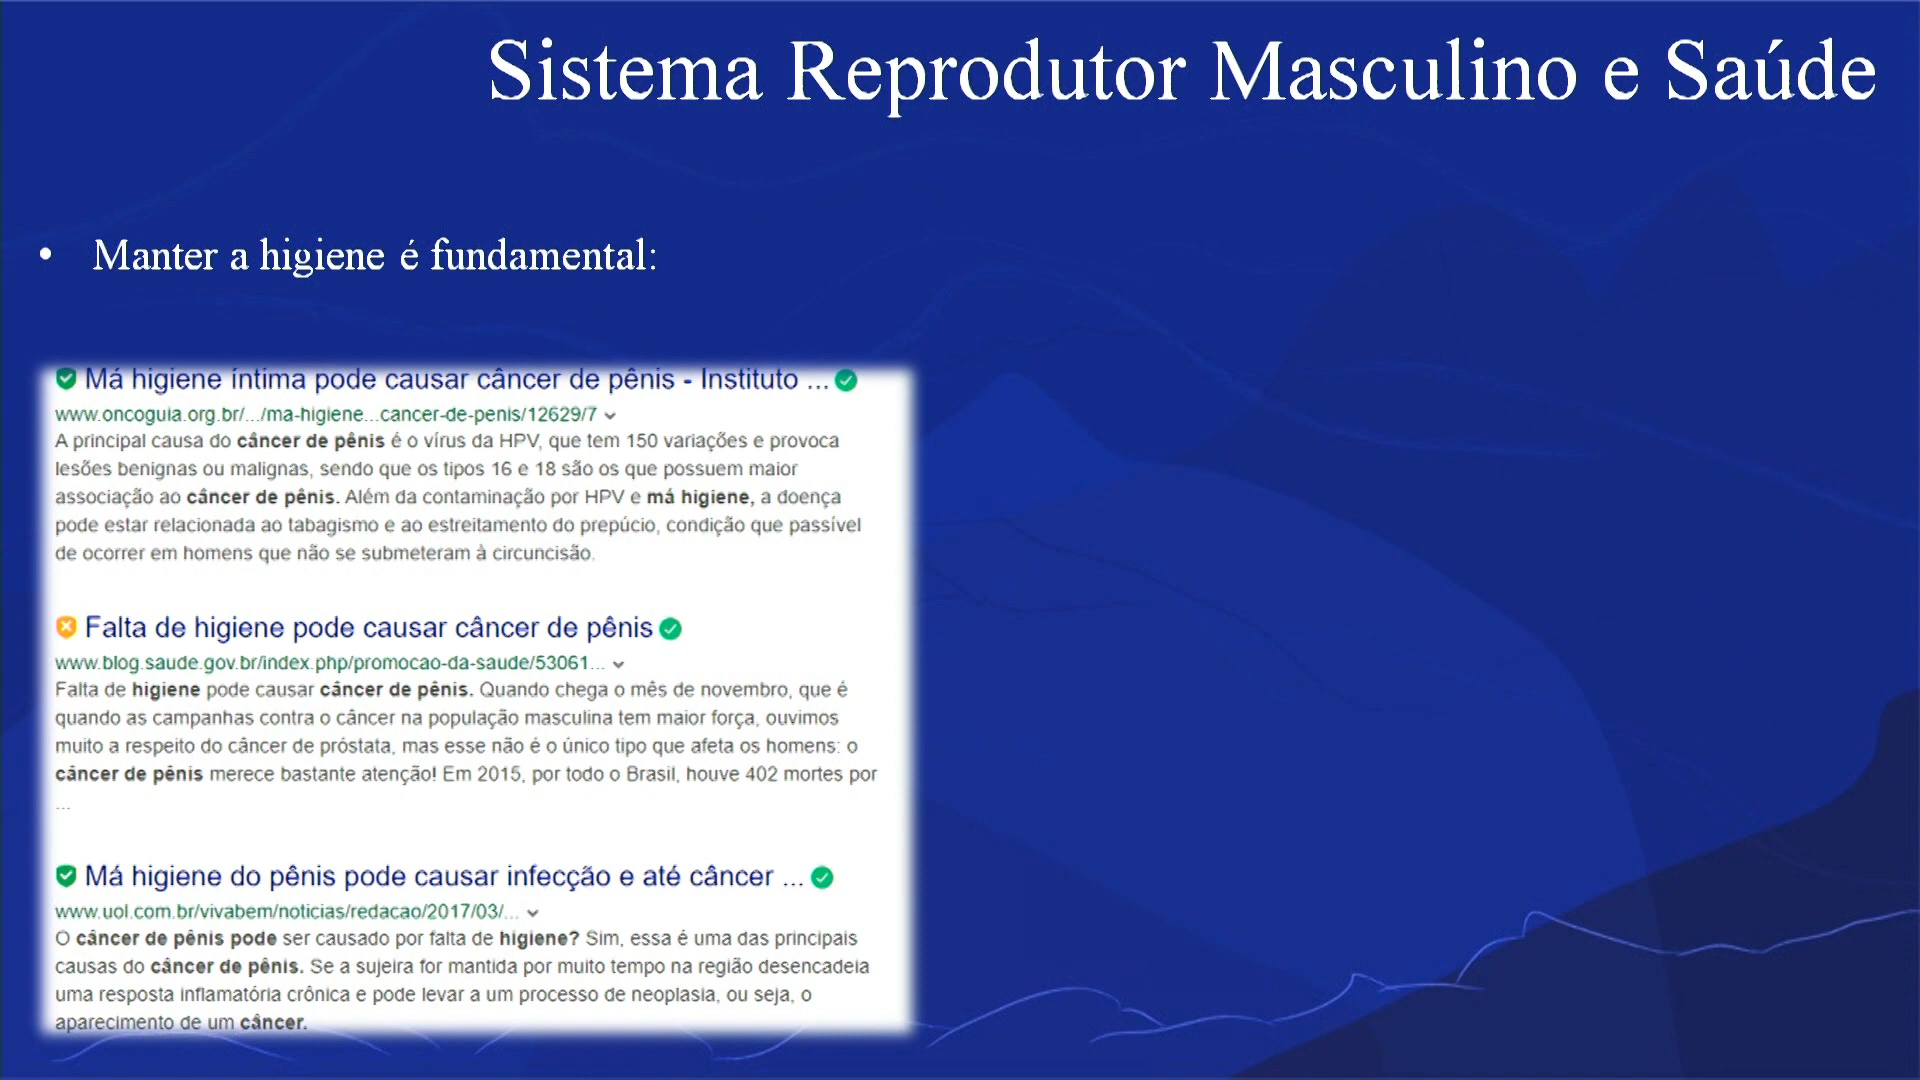 Sistema Reprodutor Masculino e Saúde
• Manter a higiene é fundamental:
Má higiene íntima pode causar câncer de pênis - Instituto ...
www.oncoguia.org.br/.../ma-higiene...cancer-de-penis/12629/7
A principal causa do câncer de pênis é o vírus da HPV, que tem 150 variações e provoca
lesões benignas ou malignas, sendo que os tipos 16 e 18 são os que possuem maior
associação ao câncer de pênis. Além da contaminação por HPV e má higiene, a doença
pode estar relacionada ao tabagismo e ao estreitamento do prepúcio, condição que passível
de ocorrer em homens que não se submeteram à circuncisão.
Falta de higiene pode causar câncer de pênis
www.blog.saude.gov.br/index.php/promocao-da-saude/53061...
Falta de higiene pode causar câncer de pênis. Quando chega o mês de novembro, que é
quando as campanhas contra o câncer na população masculina tem maior força, ouvimos
muito a respeito do câncer de próstata, mas esse não é o único tipo que afeta os homens: o
câncer de pênis merece bastante atenção! Em 2015, por todo o Brasil, houve 402 mortes por
...
Má higiene do pênis pode causar infecção e até câncer ...
www.uol.com.br/vivabem/noticias/redacao/2017/03/...
O câncer de pênis pode ser causado por falta de higiene? Sim, essa é uma das principais
causas do câncer de pênis. Se a sujeira for mantida por muito tempo na região desencadeia
uma resposta inflamatória crônica e pode levar a um processo de neoplasia, ou seja, o
aparecimento de um câncer.